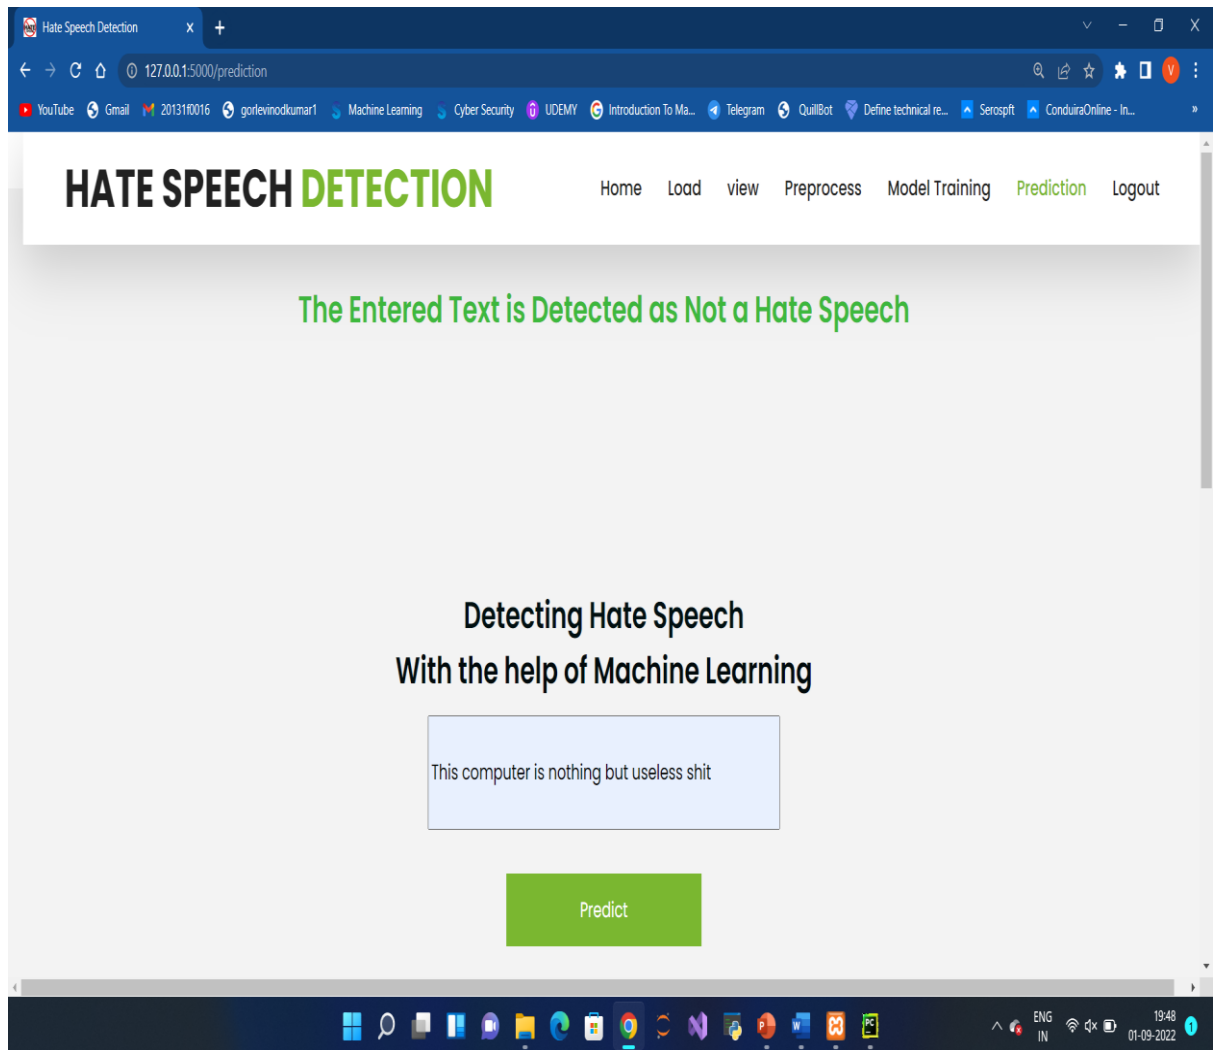 Hate Speech Detection
127.0.0.1:5000/prediction
YouTube Gmail 20131f0016 gorlevinodkumar1 Machine Learning Cyber Security UDEMY Introduction To Ma... Telegram QuillBot Define technical re... Serospft ConduiraOnline - In... »
HATE SPEECH DETECTION Home Load view Preprocess Model Training Prediction Logout
The Entered Text is Detected as Not a Hate Speech
Detecting Hate Speech
With the help of Machine Learning
This computer is nothing but useless shit
Predict
ENG 19:48
IN 01-09-2022 1